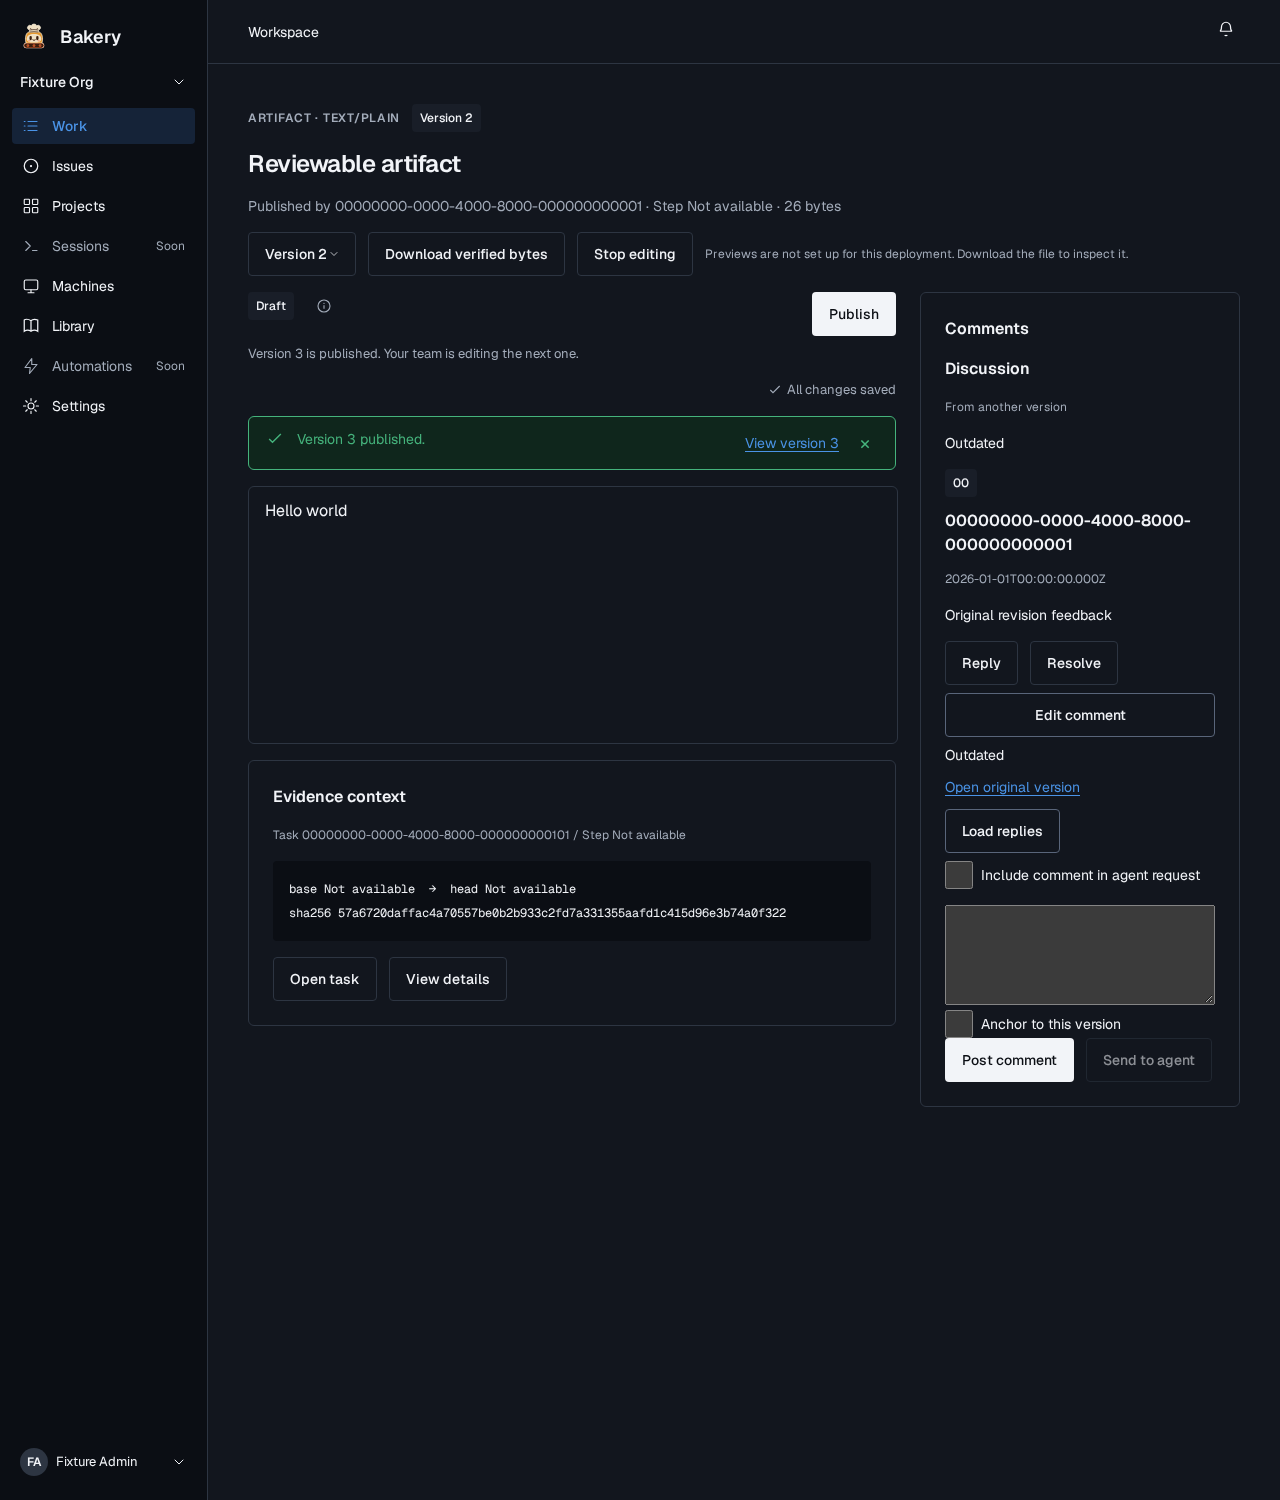 Bakery
Fixture Org
Work
Issues
Projects
Sessions Soon
Machines
Library
Automations Soon
Settings
FA Fixture Admin
Workspace
ARTIFACT · TEXT/PLAIN Version 2
Reviewable artifact
Published by 00000000-0000-4000-8000-000000000001 · Step Not available · 26 bytes
Version 2 Download verified bytes Stop editing Previews are not set up for this deployment. Download the file to inspect it.
Draft Publish
Version 3 is published. Your team is editing the next one.
All changes saved
Version 3 published. View version 3
Hello world
Evidence context
Task 00000000-0000-4000-8000-000000000101 / Step Not available
base Not available → head Not available
sha256 57a6720daffac4a70557be0b2b933c2fd7a331355aafd1c415d96e3b74a0f322
Open task View details
Comments
Discussion
From another version
Outdated
00
00000000-0000-4000-8000-
000000000001
2026-01-01T00:00:00.000Z
Original revision feedback
Reply Resolve
Edit comment
Outdated
Open original version
Load replies
Include comment in agent request
Anchor to this version
Post comment Send to agent